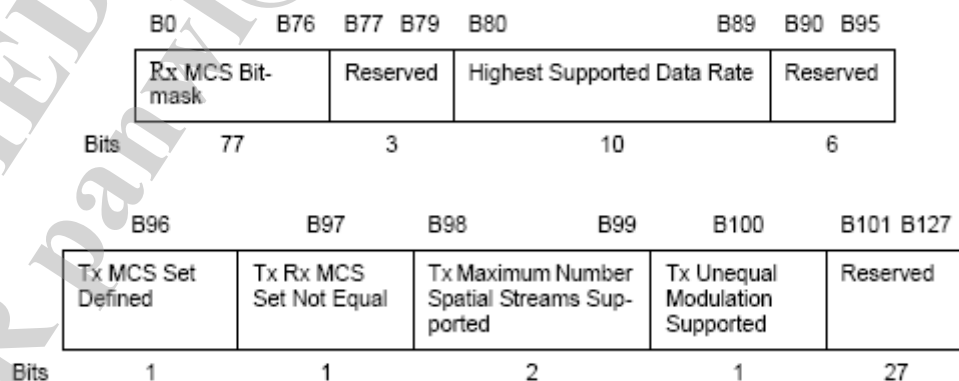 B0 B76 B77 B79 B80 B89 B90 B95
Rx MCS Bit- Reserved Highest Supported Data Rate Reserved
mask
Bits 77 3 10 6
B96 B97 B98 B99 B100 B101 B127
Tx MCS Set Tx Rx MCS Tx Maximum Number Tx Unequal Reserved
Defined Set Not Equal Spatial Streams Sup- Modulation
ported Supported
Bits 1 1 2 1 27